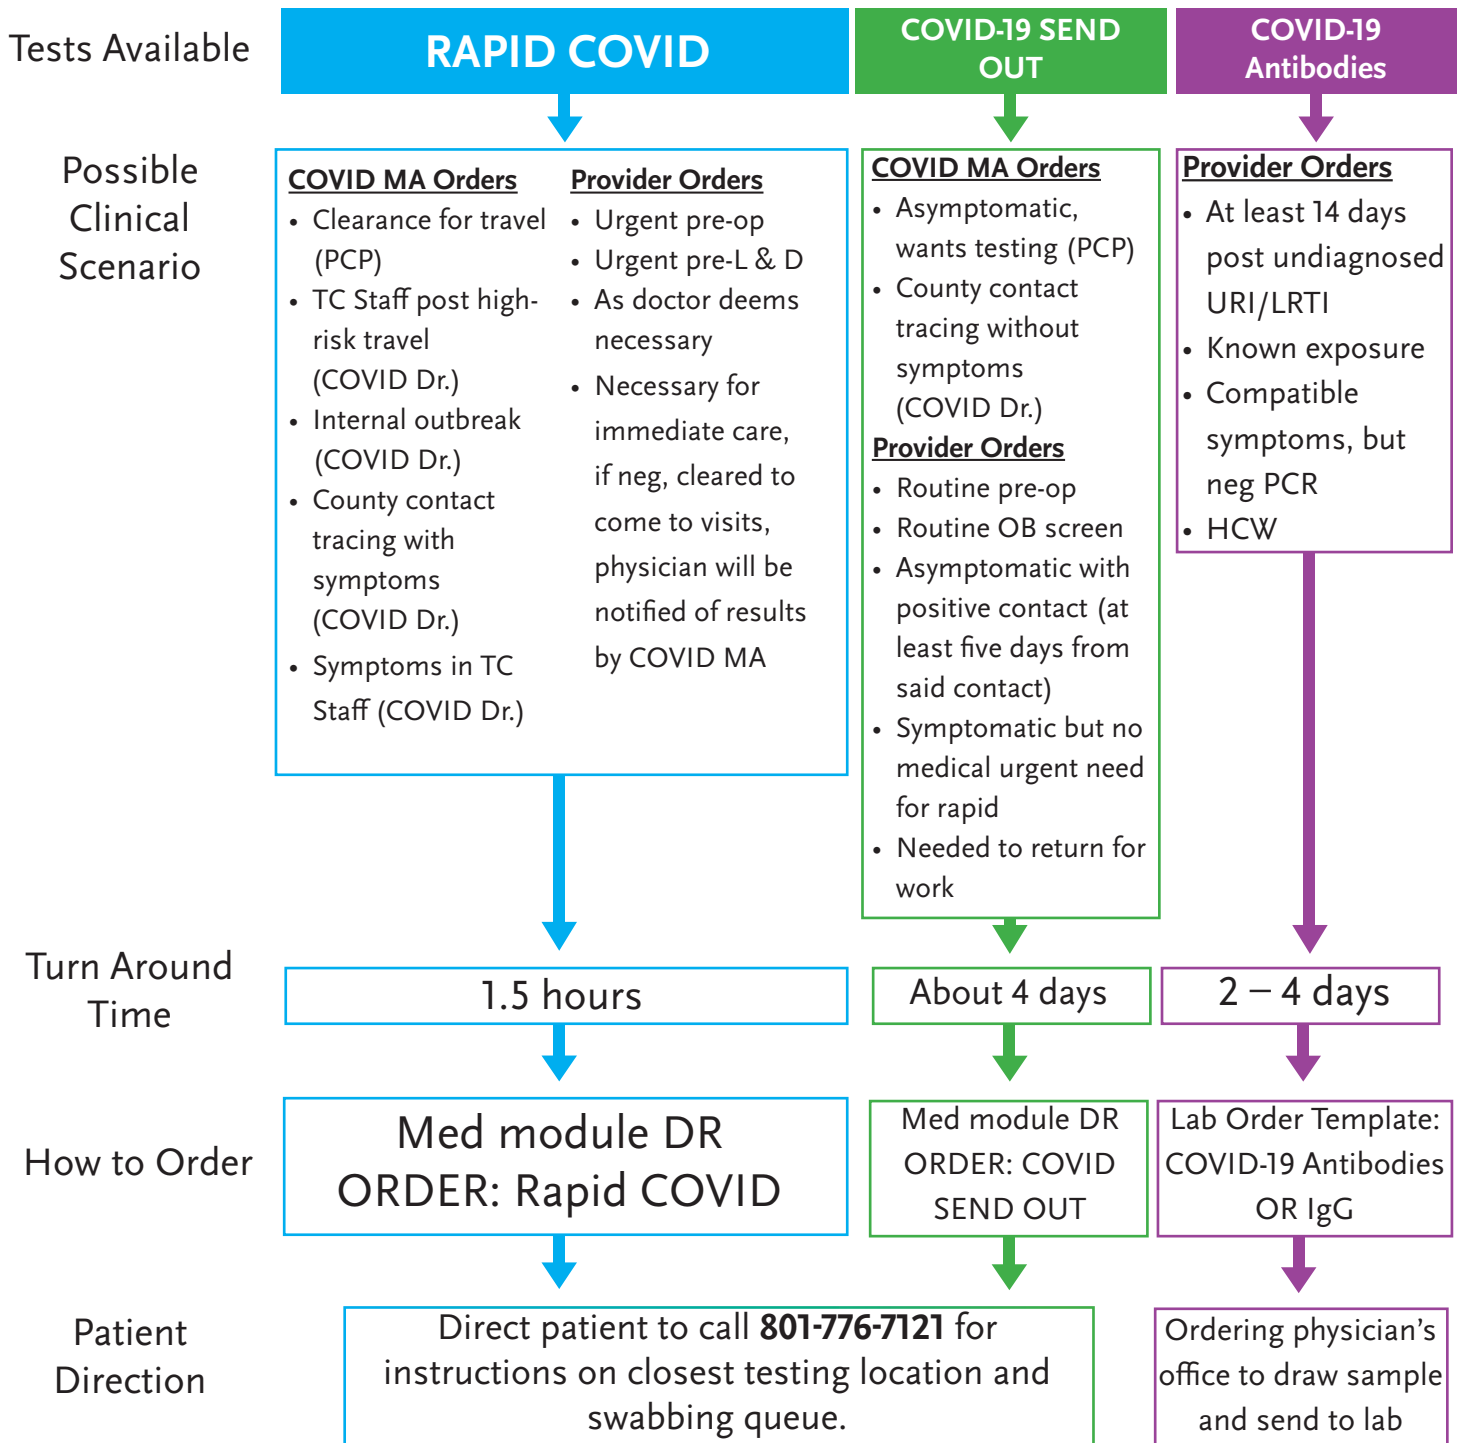 Tests Available
RAPID COVID
COVID-19 SEND
OUT
COVID-19
Antibodies
Possible
Clinical
Scenario
COVID MA Orders
• Clearance for travel
(PCP)
• TC Staff post high-
risk travel
(COVID Dr.)
• Internal outbreak
(COVID Dr.)
• County contact
tracing with
symptoms
(COVID Dr.)
• Symptoms in TC
Staff (COVID Dr.)
Provider Orders
• Urgent pre-op
• Urgent pre-L & D
• As doctor deems
necessary
• Necessary for
immediate care,
if neg, cleared to
come to visits,
physician will be
notified of results
by COVID MA
COVID MA Orders
• Asymptomatic,
wants testing (PCP)
• County contact
tracing without
symptoms
(COVID Dr.)
Provider Orders
• Routine pre-op
• Routine OB screen
• Asymptomatic with
positive contact (at
least five days from
said contact)
• Symptomatic but no
medical urgent need
for rapid
• Needed to return for
work
Provider Orders
• At least 14 days
post undiagnosed
URI/LRTI
• Known exposure
• Compatible
symptoms, but
neg PCR
• HCW
Turn Around
Time
1.5 hours
About 4 days
2 – 4 days
How to Order
Med module DR
ORDER: Rapid COVID
Med module DR
ORDER: COVID
SEND OUT
Lab Order Template:
COVID-19 Antibodies
OR IgG
Patient
Direction
Direct patient to call 801-776-7121 for
instructions on closest testing location and
swabbing queue.
Ordering physician's
office to draw sample
and send to lab